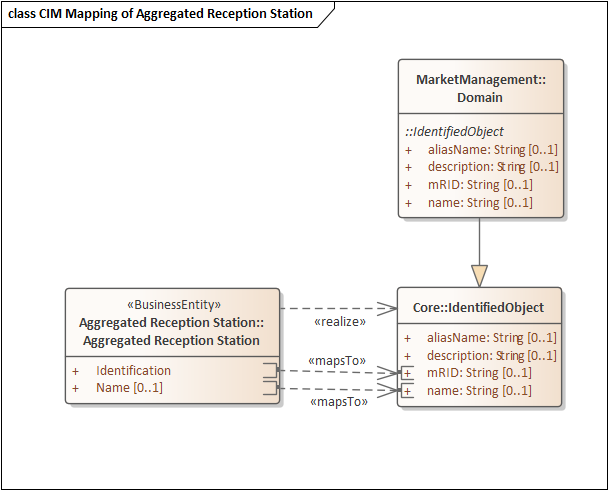 class CIM Mapping of Aggregated Reception Station
MarketManagement::
Domain
::IdentifiedObject
+ aliasName: String [0..1]
+ description: String [0..1]
+ mRID: String [0..1]
+ name: String [0..1]
«BusinessEntity»
Aggregated Reception Station::
Aggregated Reception Station
+ Identification
+ Name [0..1]
«realize»
«mapsTo»
«mapsTo»
Core::IdentifiedObject
+ aliasName: String [0..1]
+ description: String [0..1]
+ mRID: String [0..1]
+ name: String [0..1]